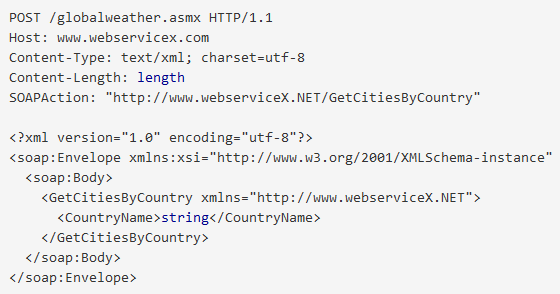 POST /globalweather.asmx HTTP/1.1
Host: www.webservicex.com
Content-Type: text/xml; charset=utf-8
Content-Length: length
SOAPAction: "http://www.webserviceX.NET/GetCitiesByCountry"

<?xml version="1.0" encoding="utf-8"?>
<soap:Envelope xmlns:xsi="http://www.w3.org/2001/XMLSchema-instance"
  <soap:Body>
    <GetCitiesByCountry xmlns="http://www.webserviceX.NET">
      <CountryName>string</CountryName>
    </GetCitiesByCountry>
  </soap:Body>
</soap:Envelope>